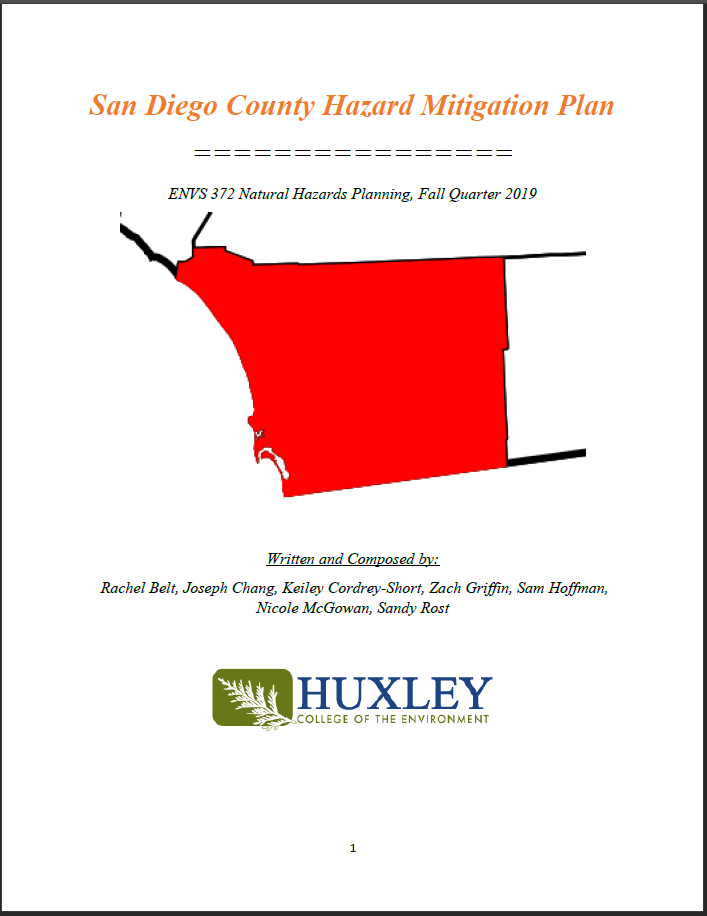 San Diego County Hazard Mitigation Plan
================
ENVS 372 Natural Hazards Planning, Fall Quarter 2019
Written and Composed by:
Rachel Belt, Joseph Chang, Keiley Cordrey-Short, Zach Griffin, Sam Hoffman,
Nicole McGowan, Sandy Rost
HUXLEY
COLLEGE OF THE ENVIRONMENT
1